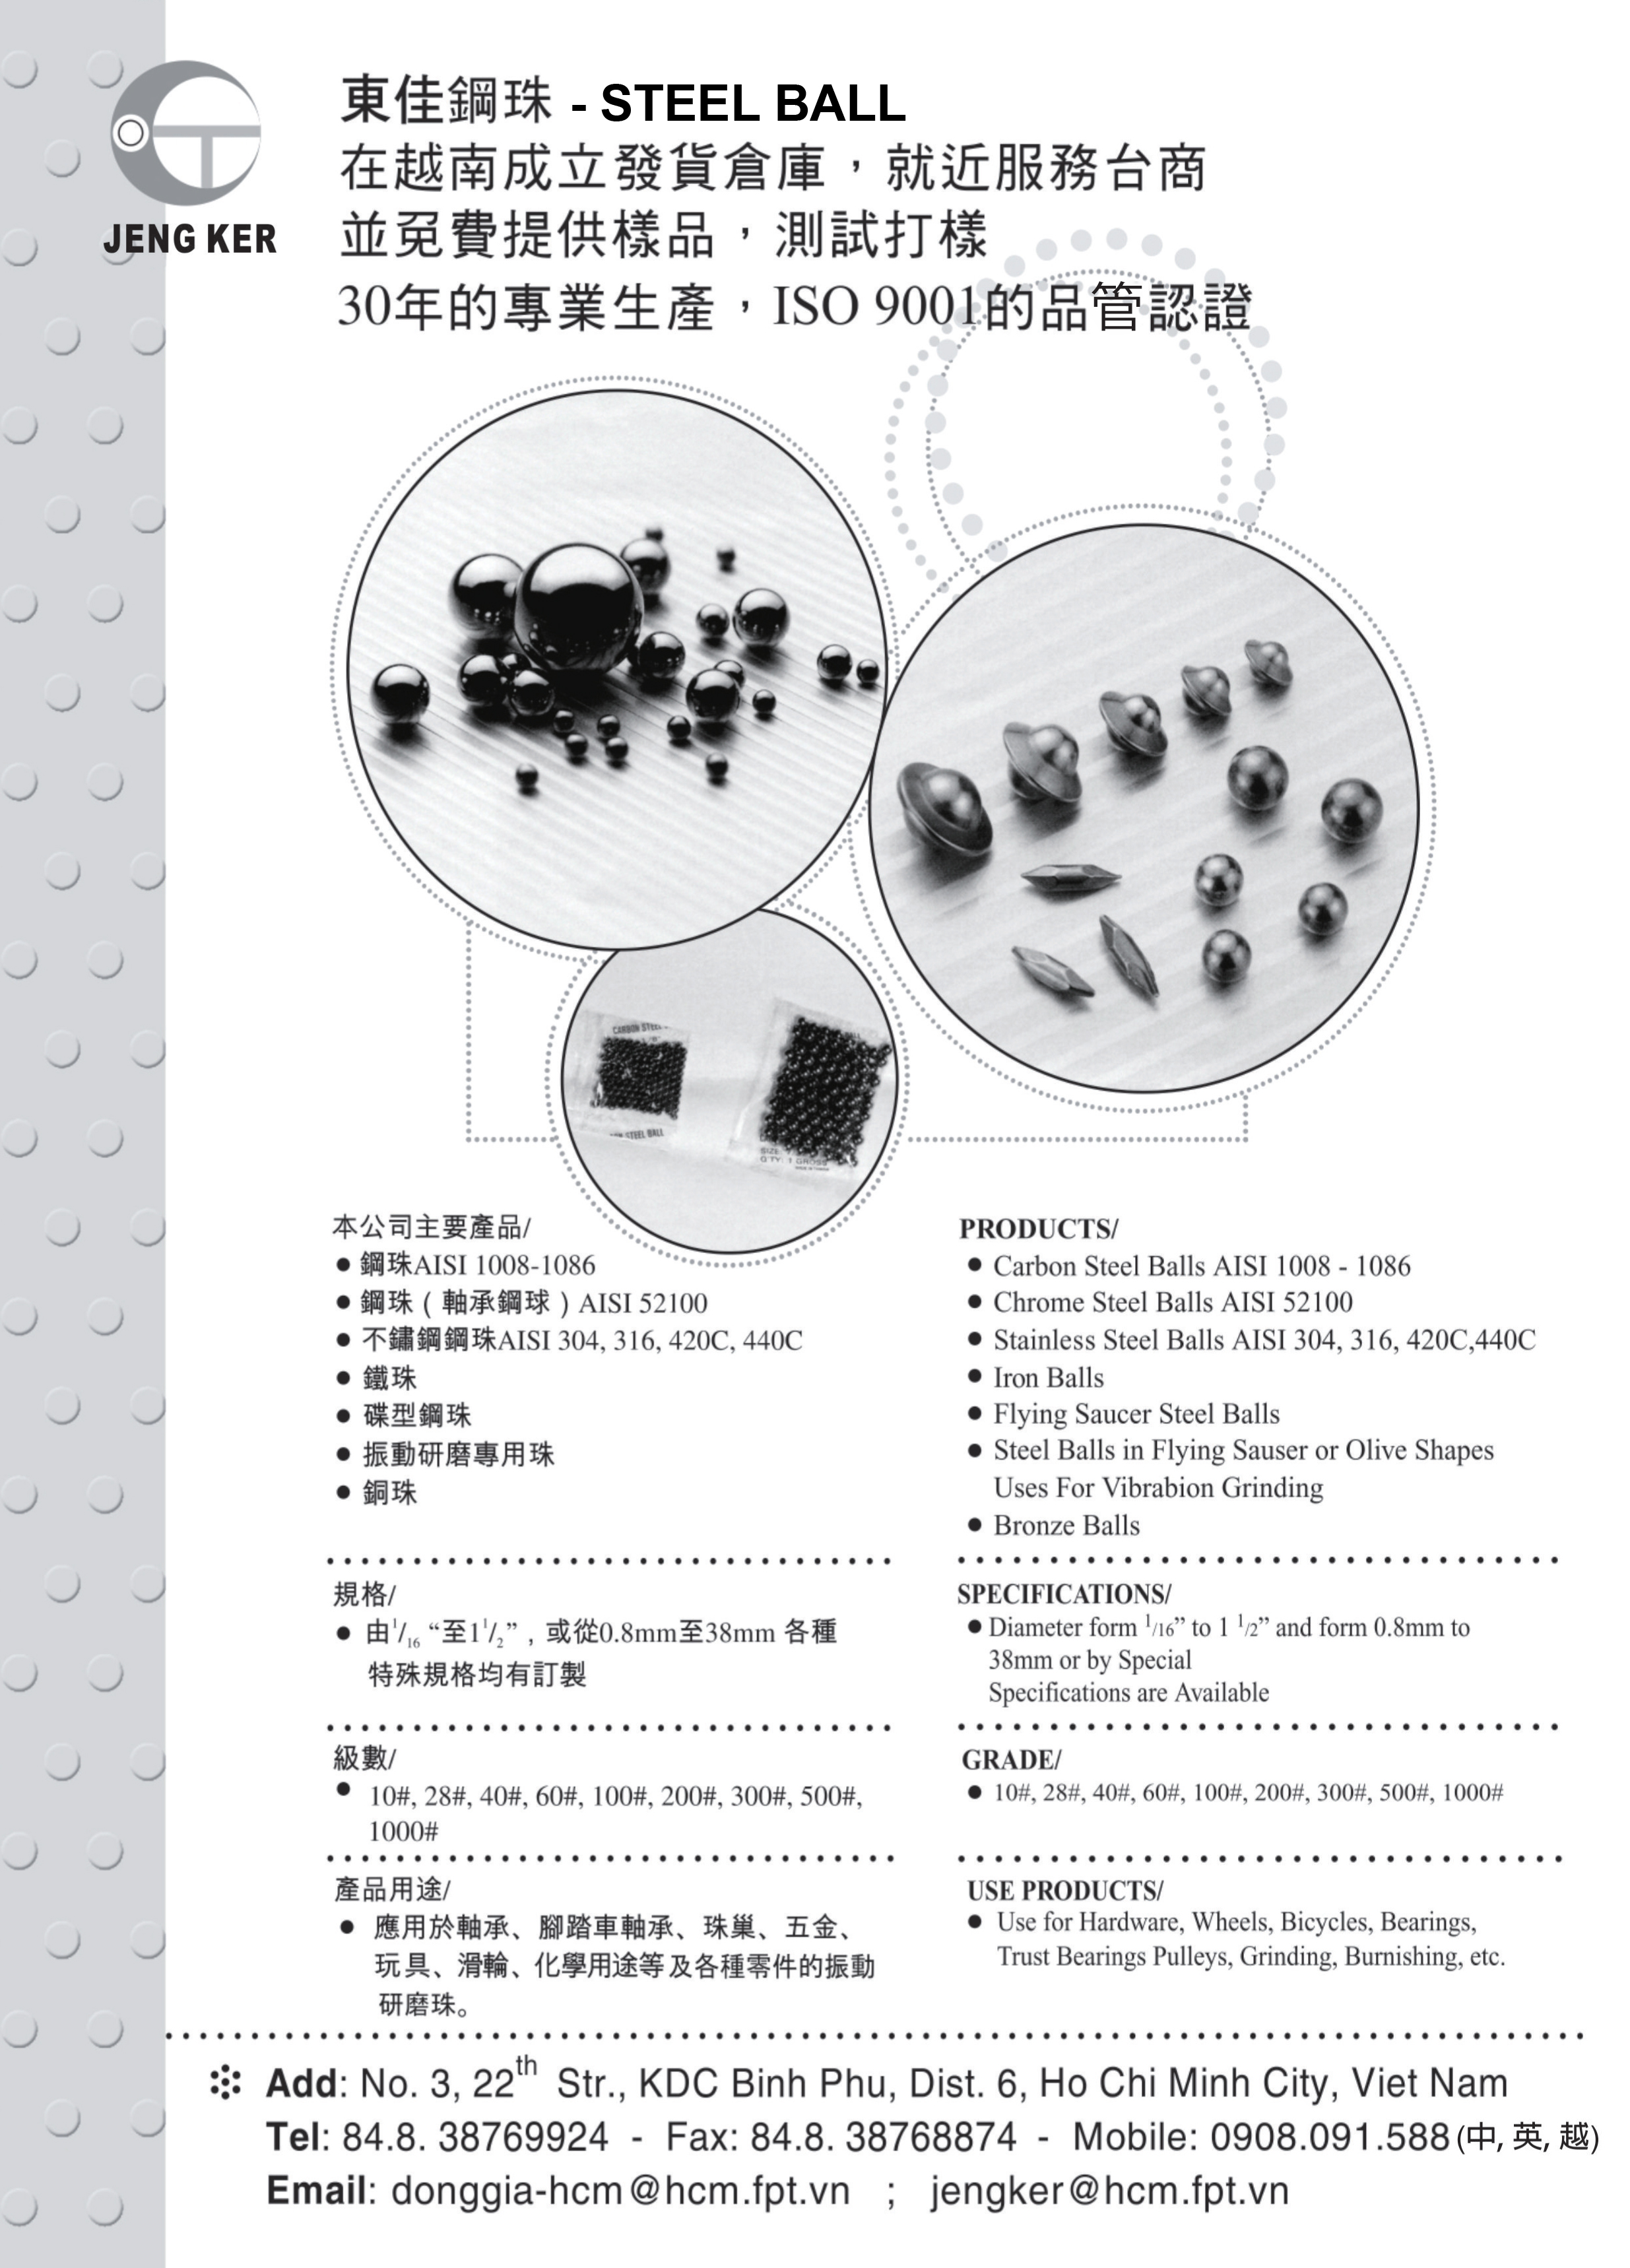 JENG KER
東佳鋼珠 - STEEL BALL
在越南成立發貨倉庫，就近服務台商
並免費提供樣品，測試打樣
30年的專業生產，ISO 9001的品管認證
CARBON STEEL
STEEL BALL
SIZE:
Q'TY: 1 GROSS
本公司主要產品/
● 鋼珠AISI 1008-1086
● 鋼珠（軸承鋼球）AISI 52100
● 不鏽鋼鋼珠AISI 304, 316, 420C, 440C
● 鐵珠
● 碟型鋼珠
● 振動研磨專用珠
● 銅珠
PRODUCTS/
● Carbon Steel Balls AISI 1008 - 1086
● Chrome Steel Balls AISI 52100
● Stainless Steel Balls AISI 304, 316, 420C,440C
● Iron Balls
● Flying Saucer Steel Balls
● Steel Balls in Flying Sauser or Olive Shapes
Uses For Vibrabion Grinding
● Bronze Balls
規格/
● 由1/16 “至1 1/2”，或從0.8mm至38mm 各種
特殊規格均有訂製
SPECIFICATIONS/
● Diameter form 1/16” to 1 1/2” and form 0.8mm to
38mm or by Special
Specifications are Available
級數/
● 10#, 28#, 40#, 60#, 100#, 200#, 300#, 500#,
1000#
GRADE/
● 10#, 28#, 40#, 60#, 100#, 200#, 300#, 500#, 1000#
產品用途/
● 應用於軸承、腳踏車軸承、珠巢、五金、
玩具、滑輪、化學用途等及各種零件的振動
研磨珠。
USE PRODUCTS/
● Use for Hardware, Wheels, Bicycles, Bearings,
Trust Bearings Pulleys, Grinding, Burnishing, etc.
Add: No. 3, 22th Str., KDC Binh Phu, Dist. 6, Ho Chi Minh City, Viet Nam
Tel: 84.8. 38769924 - Fax: 84.8. 38768874 - Mobile: 0908.091.588 (中, 英, 越)
Email: donggia-hcm@hcm.fpt.vn ; jengker@hcm.fpt.vn